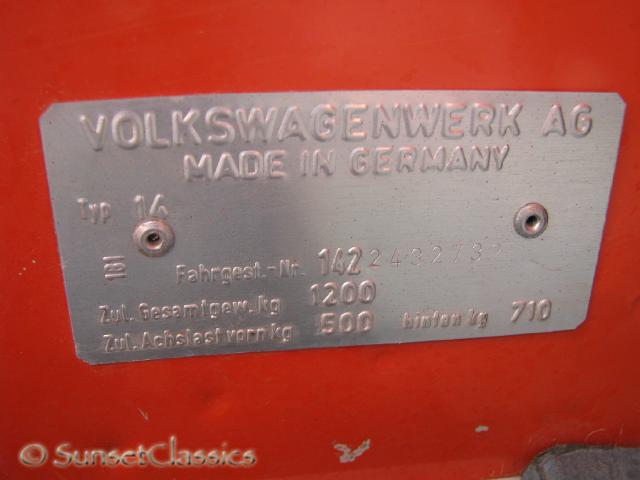 VOLKSWAGENWERK AG
MADE IN GERMANY
Typ 14
181
Fahrgest.-Nr. 1422432732
Zul. Gesamtgew. kg 1200
Zul. Achslast vorn kg 500 hinten kg 710
© SunsetClassics